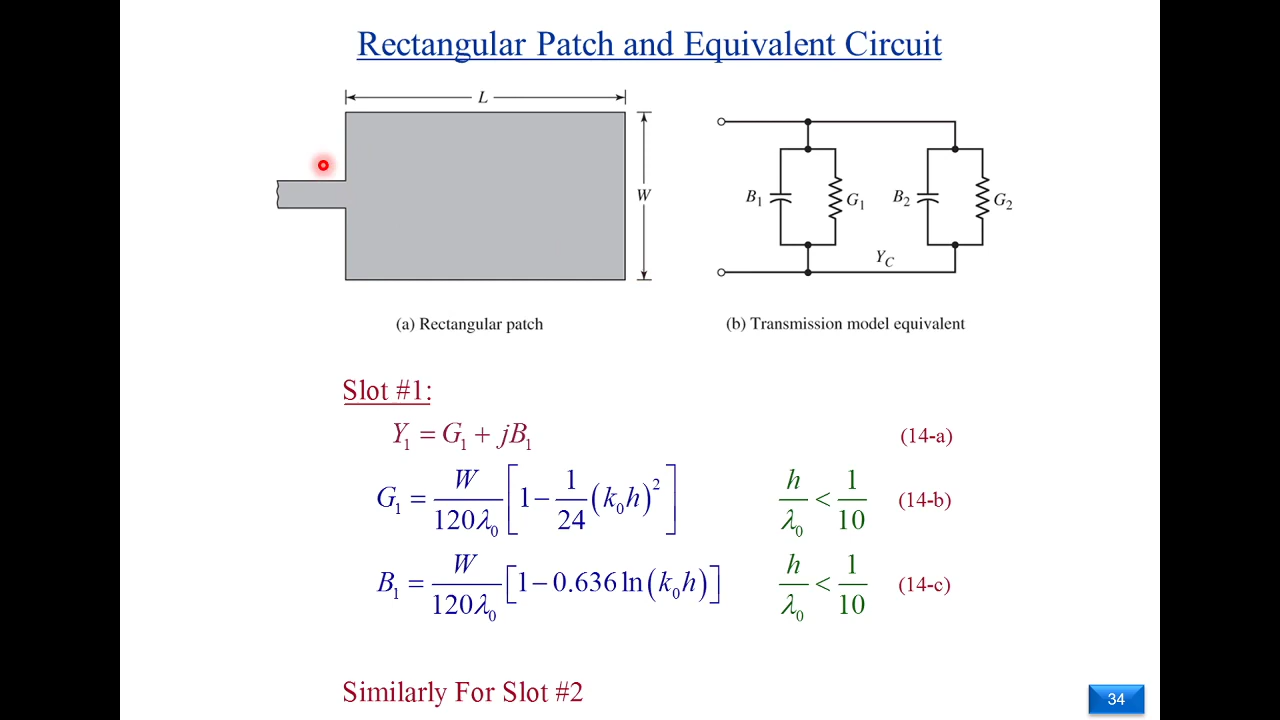 Rectangular Patch and Equivalent Circuit
L
W
B₁ G₁ B₂ G₂
Y_C
(a) Rectangular patch
(b) Transmission model equivalent
Slot #1:
Y₁ = G₁ + jB₁ (14-a)
G₁ = W/(120λ₀) [1 − 1/24 (k₀h)²] h/λ₀ < 1/10 (14-b)
B₁ = W/(120λ₀) [1 − 0.636 ln(k₀h)] h/λ₀ < 1/10 (14-c)
Similarly For Slot #2
34